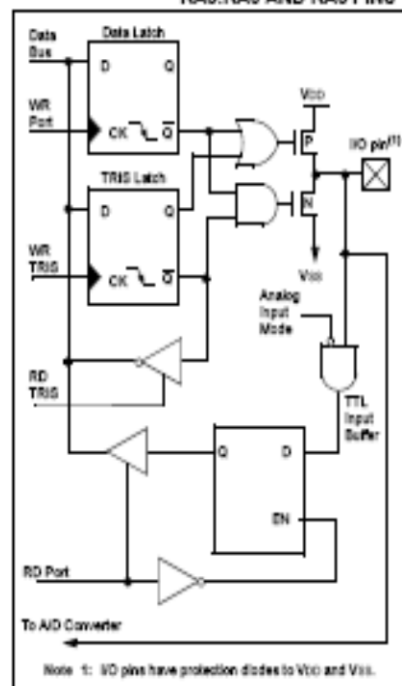 RA3:RA0 AND RA5 PINS
Data
Bus
Data Latch
D Q
VDD
WR
Port
CK Q
P
I/O pin(1)
TRIS Latch
D Q
N
WR
TRIS
CK Q
VSS
Analog
Input
Mode
RD
TRIS
TTL
Input
Buffer
Q D
EN
RD Port
To A/D Converter
Note 1: I/O pins have protection diodes to VDD and VSS.